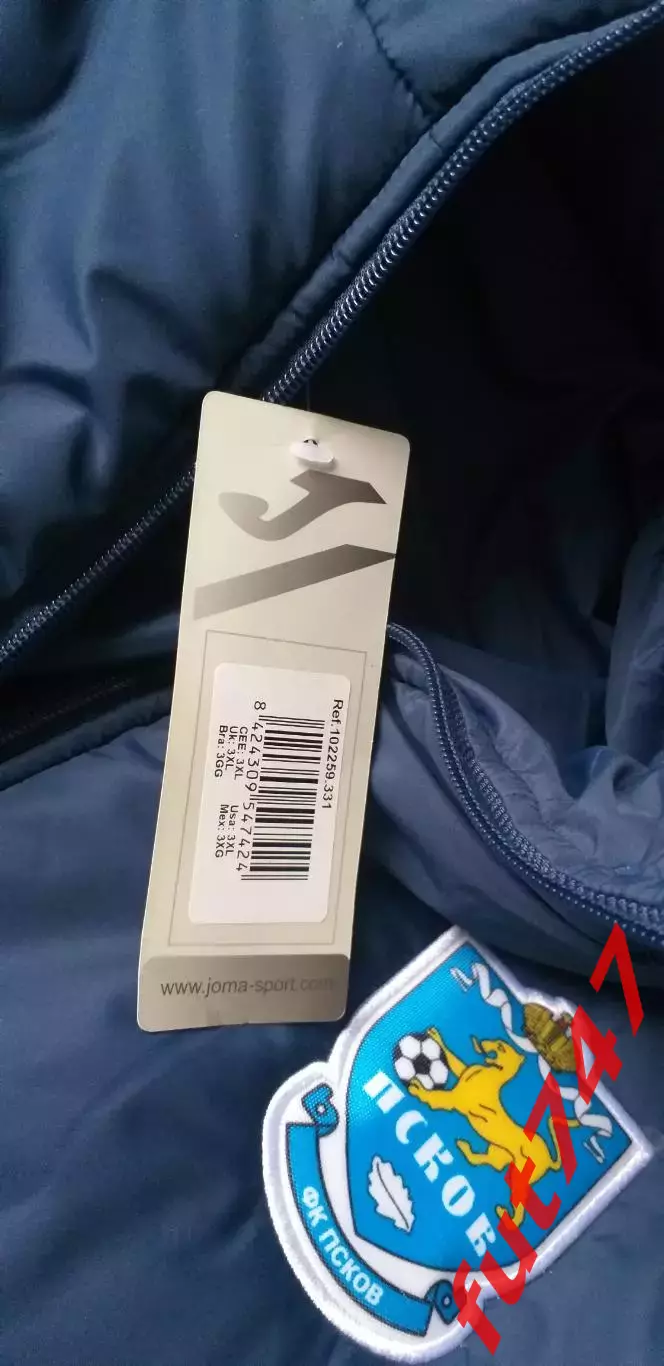 Ref.102259.331
8 424309 547424
CEE: 3XL Usa: 3XL
Uk: 3XL Mex: 3XG
Bra: 3GG
www.joma-sport.com
ПСКОВ
ФК ПСКОВ
fut747